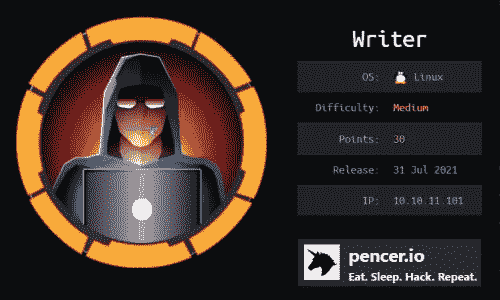 Writer
OS: Linux
Difficulty: Medium
Points: 30
Release: 31 Jul 2021
IP: 10.10.11.101
pencer.io
Eat. Sleep. Hack. Repeat.